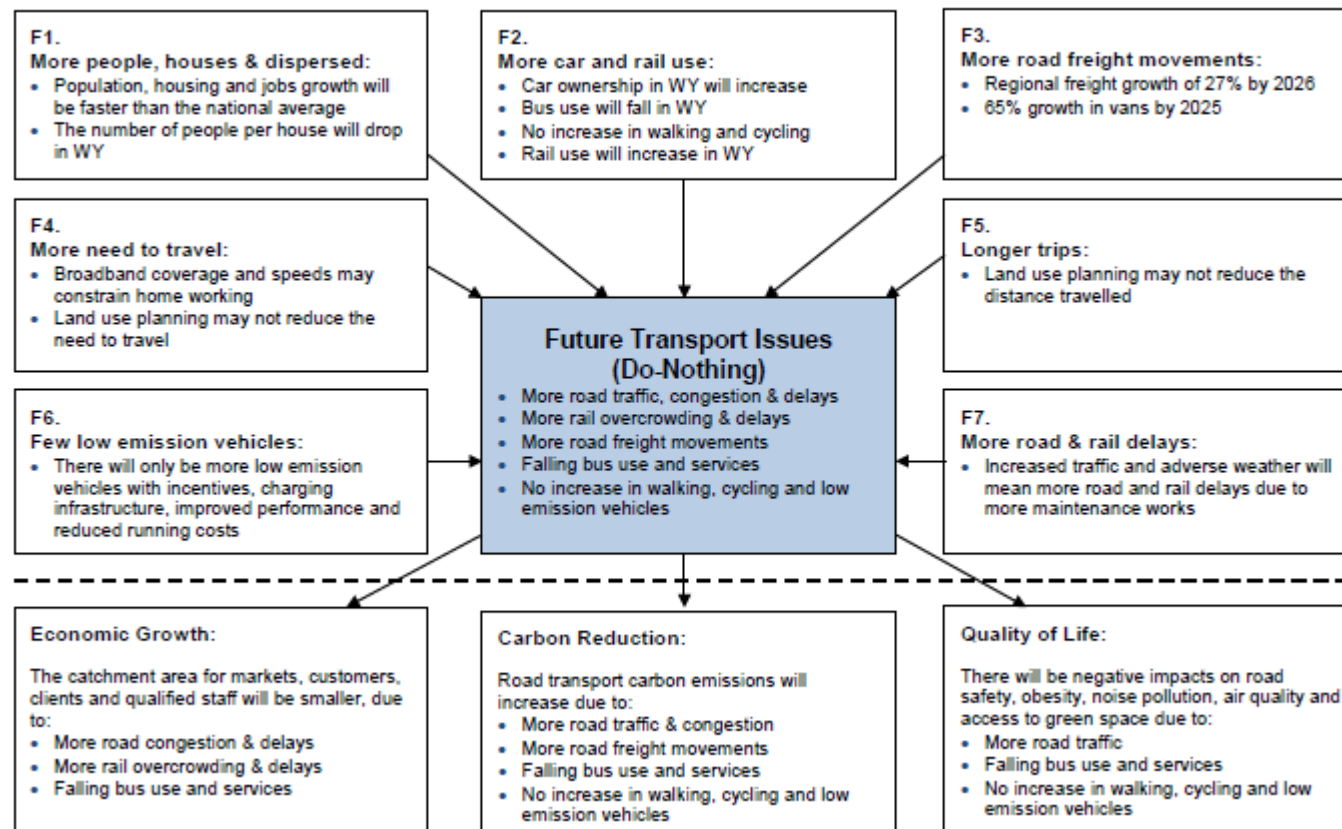 F1.
More people, houses & dispersed:
• Population, housing and jobs growth will
be faster than the national average
• The number of people per house will drop
in WY
F2.
More car and rail use:
• Car ownership in WY will increase
• Bus use will fall in WY
• No increase in walking and cycling
• Rail use will increase in WY
F3.
More road freight movements:
• Regional freight growth of 27% by 2026
• 65% growth in vans by 2025
F4.
More need to travel:
• Broadband coverage and speeds may
constrain home working
• Land use planning may not reduce the
need to travel
F5.
Longer trips:
• Land use planning may not reduce the
distance travelled
Future Transport Issues
(Do-Nothing)
• More road traffic, congestion & delays
• More rail overcrowding & delays
• More road freight movements
• Falling bus use and services
• No increase in walking, cycling and low
emission vehicles
F6.
Few low emission vehicles:
• There will only be more low emission
vehicles with incentives, charging
infrastructure, improved performance and
reduced running costs
F7.
More road & rail delays:
• Increased traffic and adverse weather will
mean more road and rail delays due to
more maintenance works
Economic Growth:
The catchment area for markets, customers,
clients and qualified staff will be smaller, due
to:
• More road congestion & delays
• More rail overcrowding & delays
• Falling bus use and services
Carbon Reduction:
Road transport carbon emissions will
increase due to:
• More road traffic & congestion
• More road freight movements
• Falling bus use and services
• No increase in walking, cycling and low
emission vehicles
Quality of Life:
There will be negative impacts on road
safety, obesity, noise pollution, air quality and
access to green space due to:
• More road traffic
• Falling bus use and services
• No increase in walking, cycling and low
emission vehicles